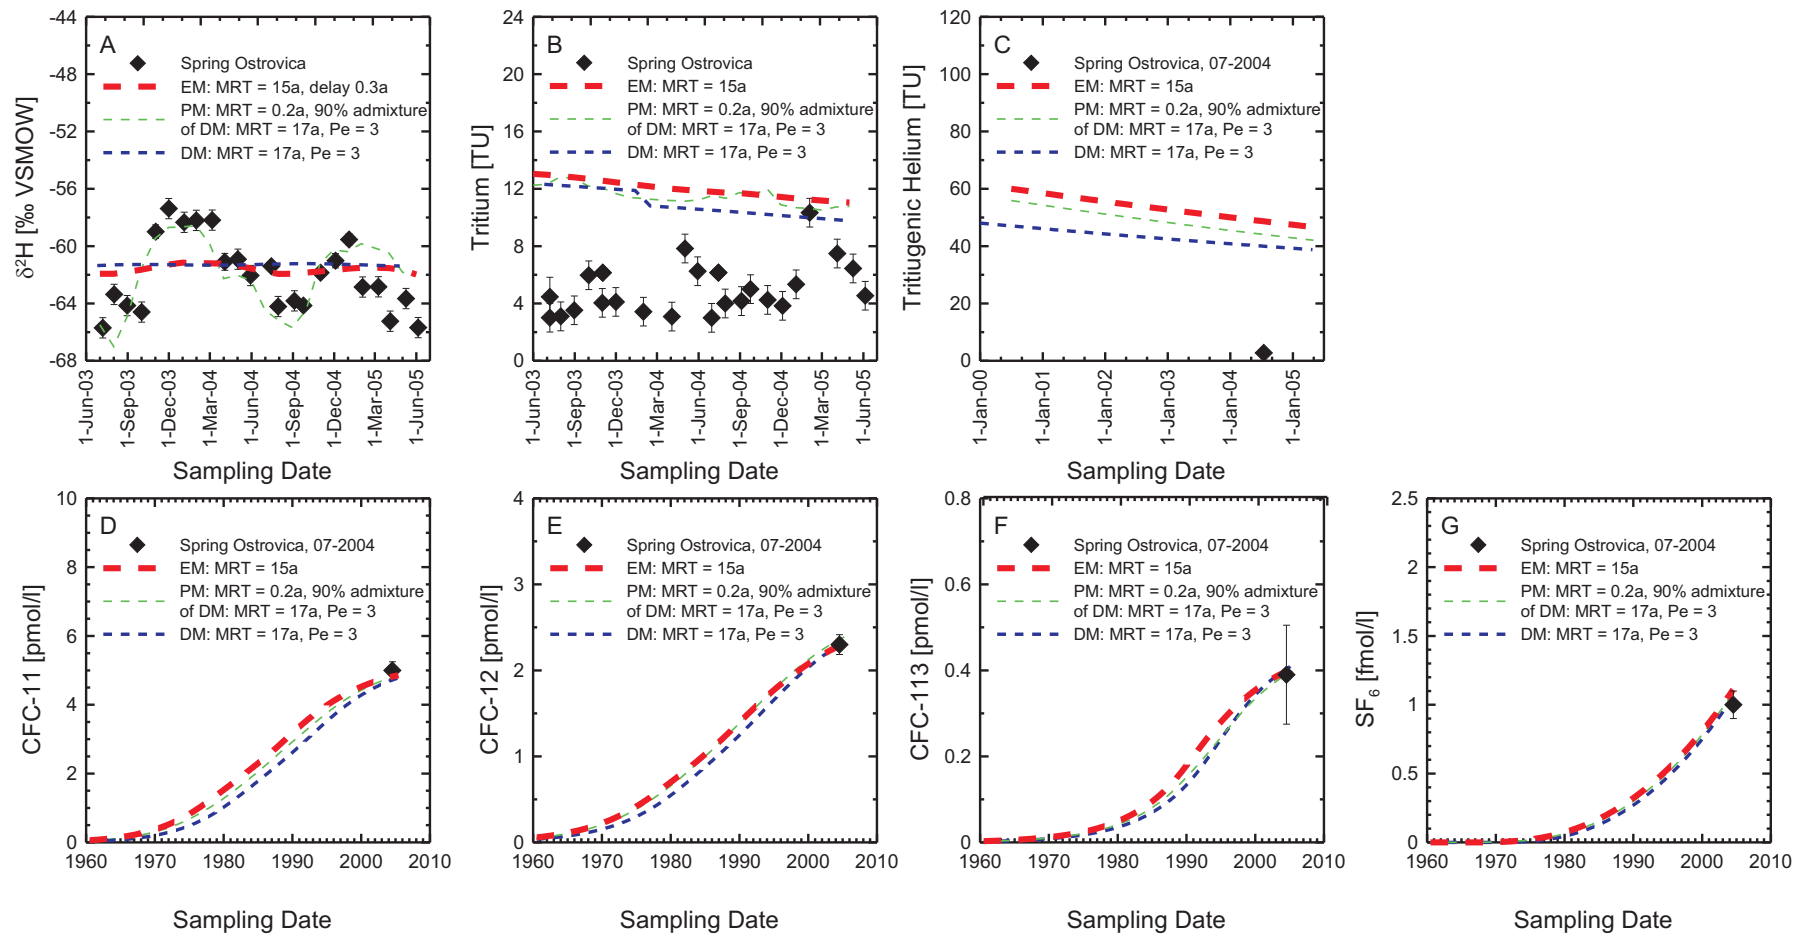 A
Spring Ostrovica
EM: MRT = 15a, delay 0.3a
PM: MRT = 0.2a, 90% admixture
of DM: MRT = 17a, Pe = 3
DM: MRT = 17a, Pe = 3
δ²H [‰ VSMOW]
-44
-48
-52
-56
-60
-64
-68
1-Jun-03
1-Sep-03
1-Dec-03
1-Mar-04
1-Jun-04
1-Sep-04
1-Dec-04
1-Mar-05
1-Jun-05
Sampling Date
B
Spring Ostrovica
EM: MRT = 15a
PM: MRT = 0.2a, 90% admixture
of DM: MRT = 17a, Pe = 3
DM: MRT = 17a, Pe = 3
Tritium [TU]
24
20
16
12
8
4
0
1-Jun-03
1-Sep-03
1-Dec-03
1-Mar-04
1-Jun-04
1-Sep-04
1-Dec-04
1-Mar-05
1-Jun-05
Sampling Date
C
Spring Ostrovica, 07-2004
EM: MRT = 15a
PM: MRT = 0.2a, 90% admixture
of DM: MRT = 17a, Pe = 3
DM: MRT = 17a, Pe = 3
Tritiugenic Helium [TU]
120
100
80
60
40
20
0
1-Jan-00
1-Jan-01
1-Jan-02
1-Jan-03
1-Jan-04
1-Jan-05
Sampling Date
D
Spring Ostrovica, 07-2004
EM: MRT = 15a
PM: MRT = 0.2a, 90% admixture
of DM: MRT = 17a, Pe = 3
DM: MRT = 17a, Pe = 3
CFC-11 [pmol/l]
10
8
6
4
2
0
1960 1970 1980 1990 2000 2010
Sampling Date
E
Spring Ostrovica, 07-2004
EM: MRT = 15a
PM: MRT = 0.2a, 90% admixture
of DM: MRT = 17a, Pe = 3
DM: MRT = 17a, Pe = 3
CFC-12 [pmol/l]
4
3
2
1
0
1960 1970 1980 1990 2000 2010
Sampling Date
F
Spring Ostrovica, 07-2004
EM: MRT = 15a
PM: MRT = 0.2a, 90% admixture
of DM: MRT = 17a, Pe = 3
DM: MRT = 17a, Pe = 3
CFC-113 [pmol/l]
0.8
0.6
0.4
0.2
0
1960 1970 1980 1990 2000 2010
Sampling Date
G
Spring Ostrovica, 07-2004
EM: MRT = 15a
PM: MRT = 0.2a, 90% admixture
of DM: MRT = 17a, Pe = 3
DM: MRT = 17a, Pe = 3
SF₆ [fmol/l]
2.5
2
1.5
1
0.5
0
1960 1970 1980 1990 2000 2010
Sampling Date